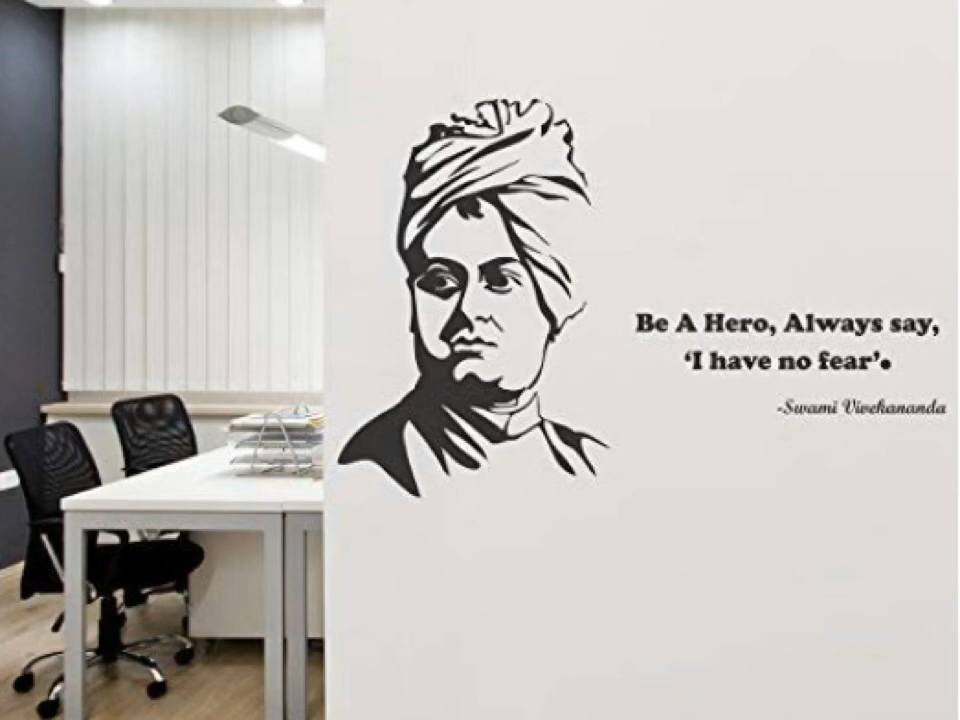 Be A Hero, Always say,
‘I have no fear’.
-Swami Vivekananda